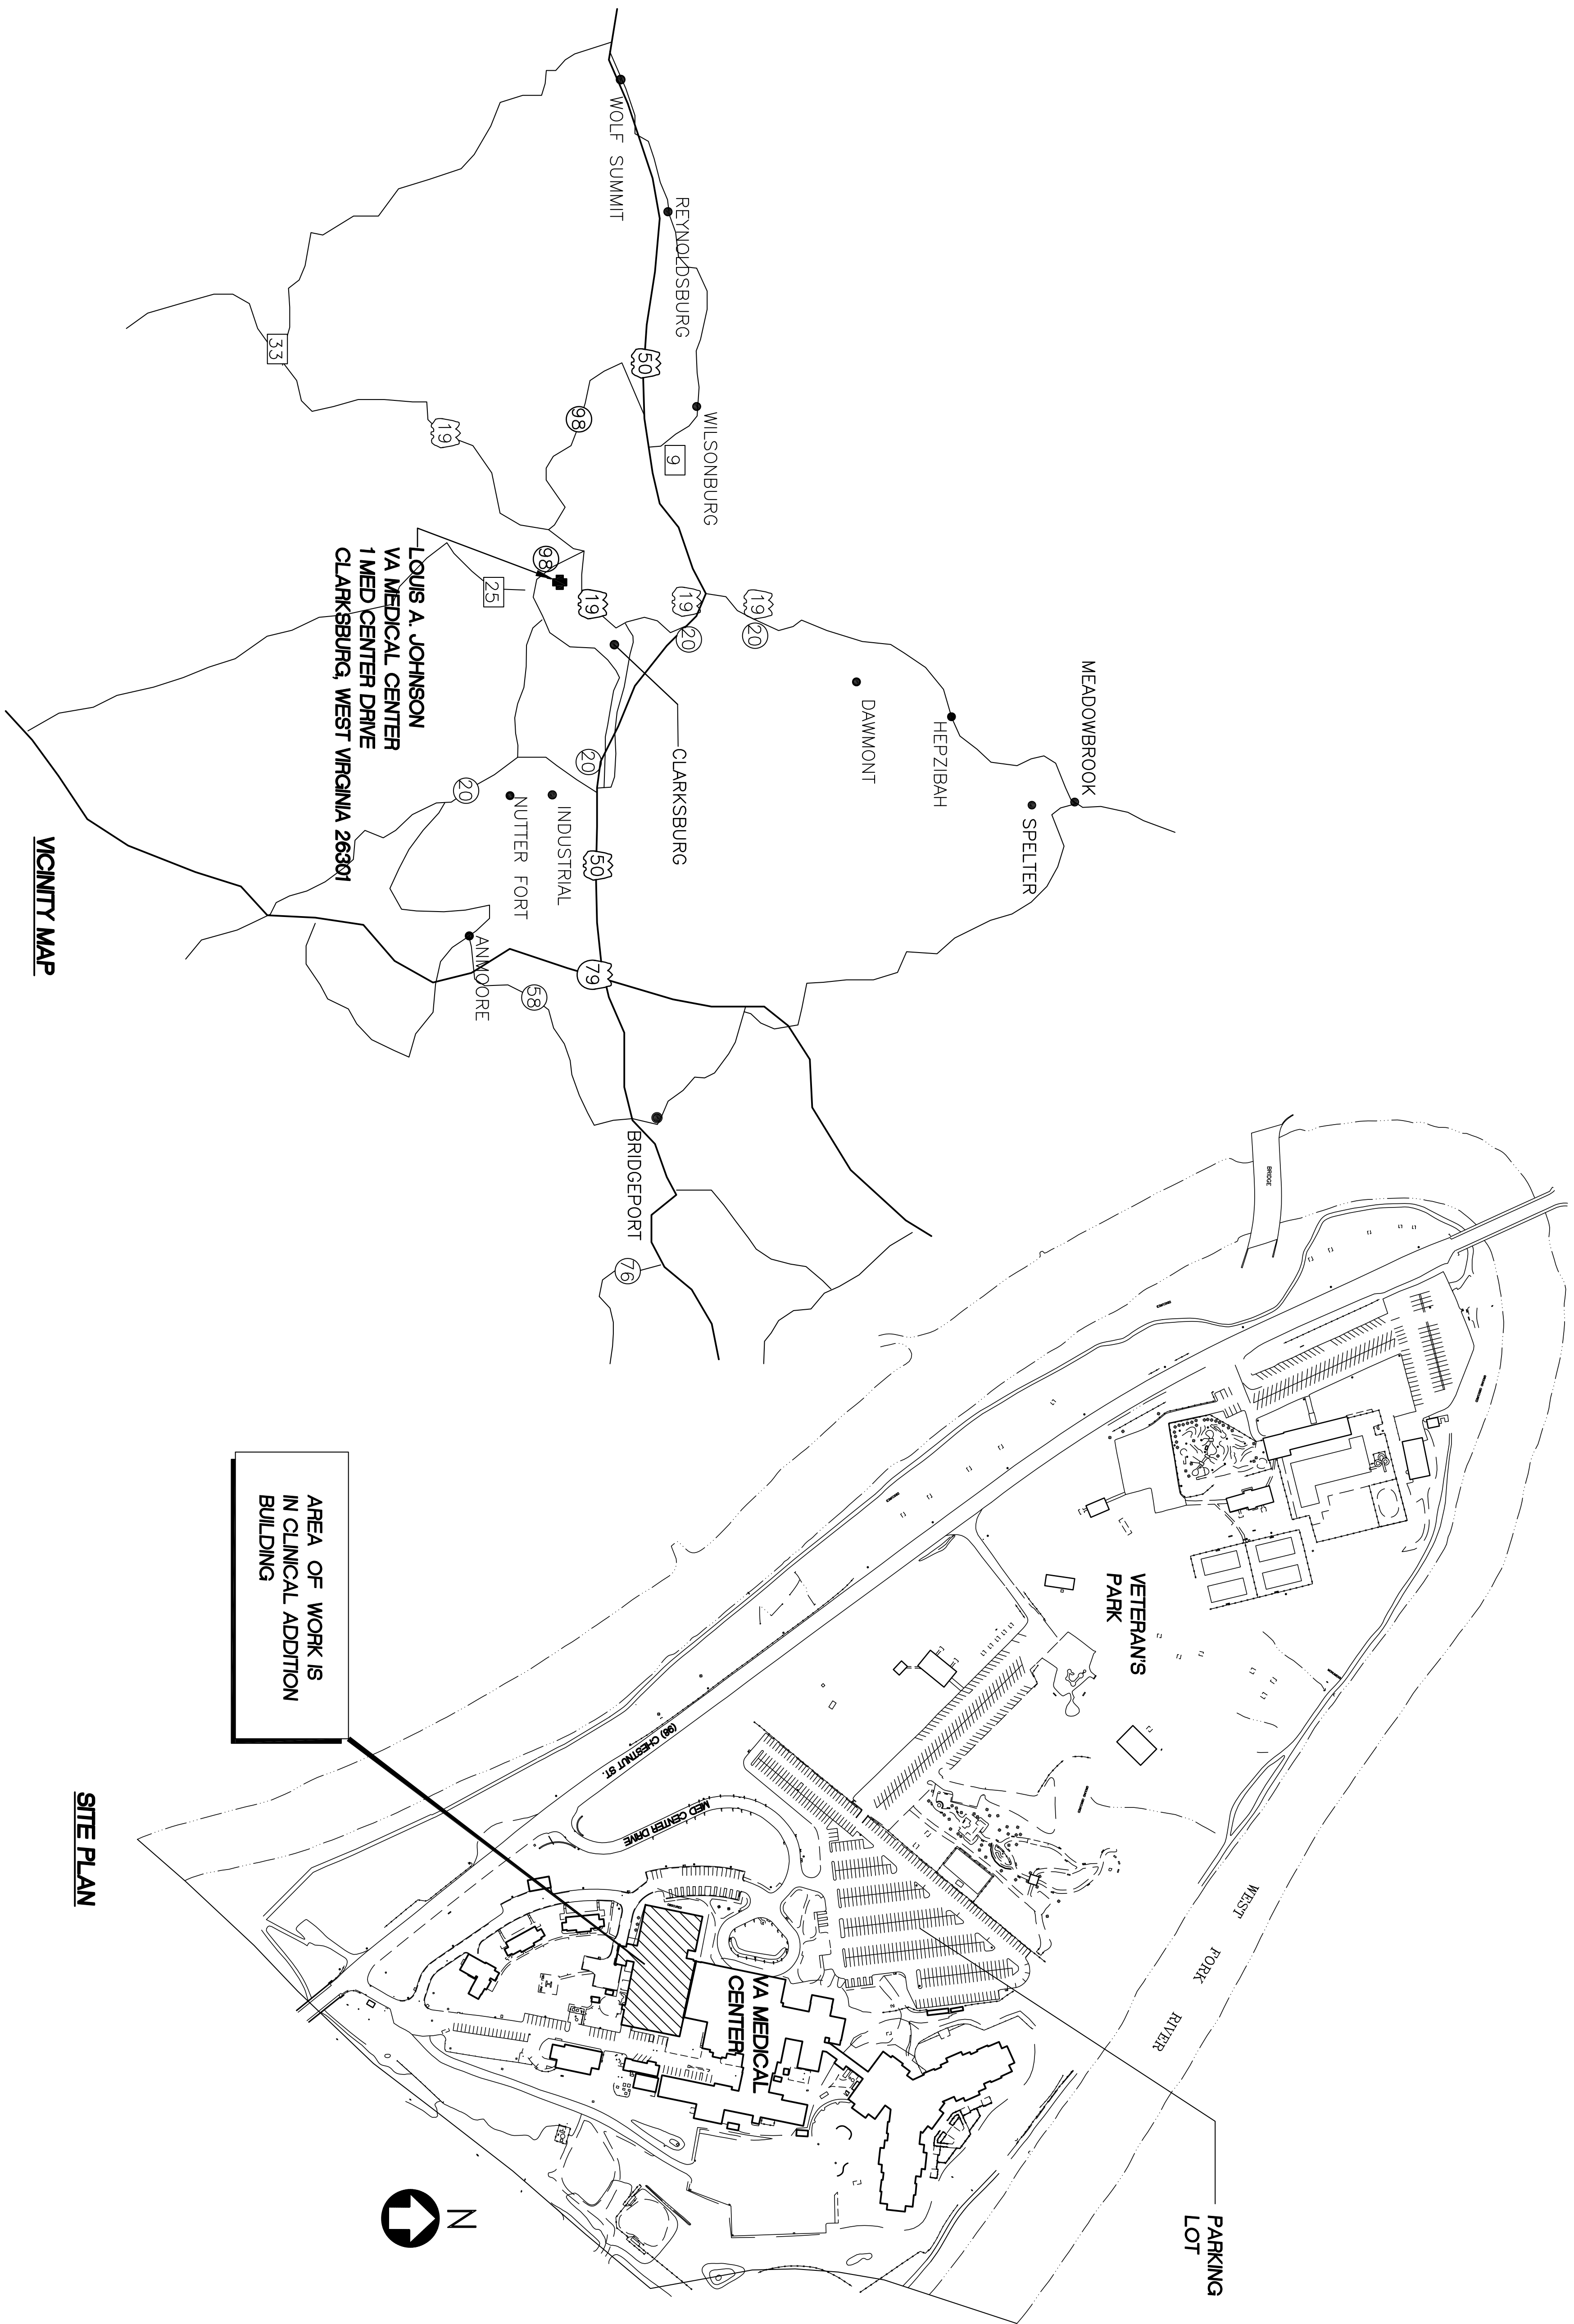 MEADOWBROOK
SPELTER
HEPZIBAH
DAWMONT
19
20
19
20
WILSONBURG
9
REYNOLDSBURG
WOLF SUMMIT
50
98
19
CLARKSBURG
20
50
79
BRIDGEPORT
76
98
25
INDUSTRIAL
NUTTER FORT
20
58
ANMOORE
19
33
LOUIS A. JOHNSON
VA MEDICAL CENTER
1 MED CENTER DRIVE
CLARKSBURG, WEST VIRGINIA 26301
VICINITY MAP
BRIDGE
VETERAN'S
PARK
WEST
FORK
RIVER
PARKING
LOT
(98) CHESTNUT ST.
MED CENTER DRIVE
VA MEDICAL
CENTER
H
AREA OF WORK IS
IN CLINICAL ADDITION
BUILDING
N
SITE PLAN